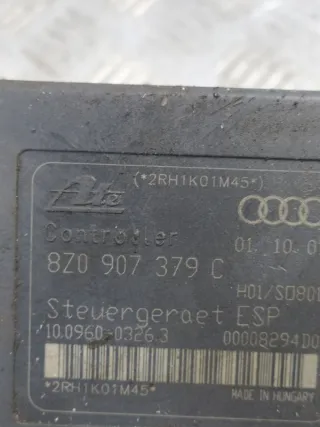 (*2RH1K01M45*)
Ate
Controller 01.10.0
8Z0 907 379 C
H01/S0801
Steuergeraet ESP
10.0960-0326.3 00008294D0
*2RH1K01M45*
MADE IN HUNGARY